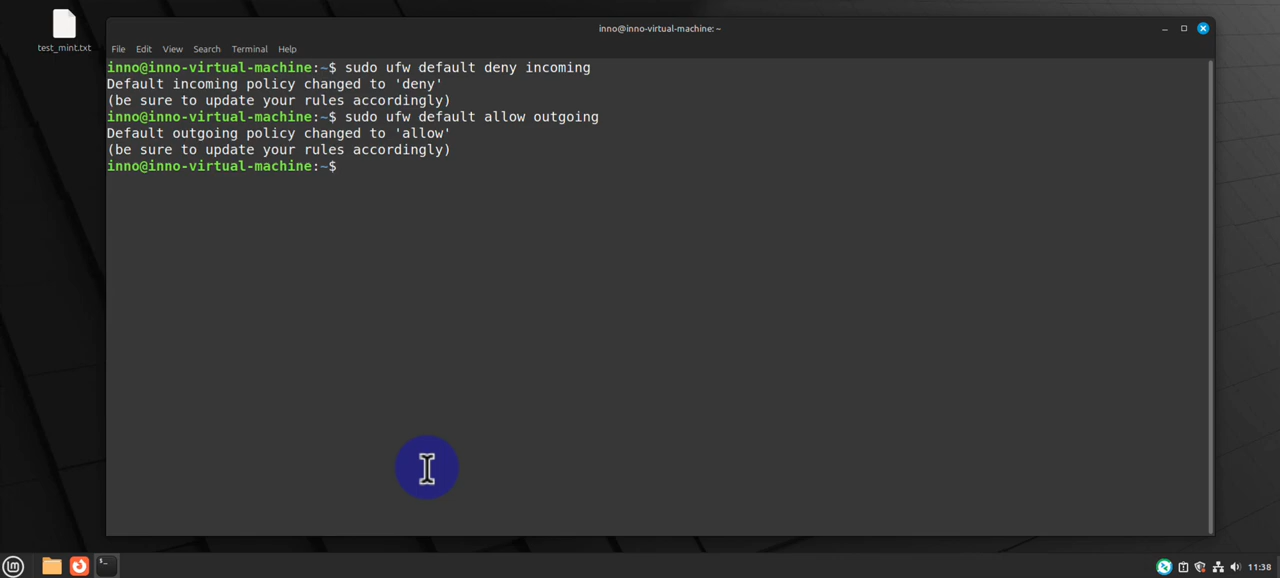 test_mint.txt
inno@inno-virtual-machine: ~
File Edit View Search Terminal Help
inno@inno-virtual-machine:~$ sudo ufw default deny incoming
Default incoming policy changed to 'deny'
(be sure to update your rules accordingly)
inno@inno-virtual-machine:~$ sudo ufw default allow outgoing
Default outgoing policy changed to 'allow'
(be sure to update your rules accordingly)
inno@inno-virtual-machine:~$
11:38